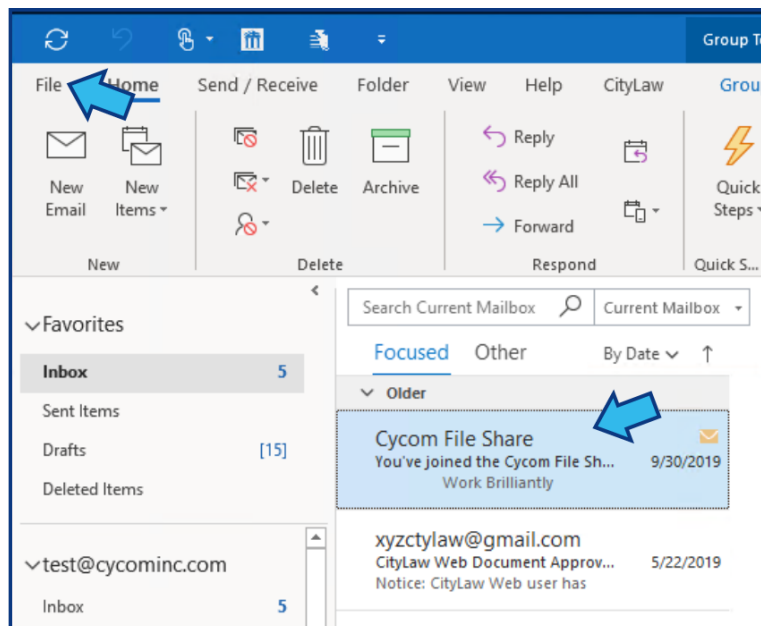 Group T
File
Home
Send / Receive
Folder
View
Help
CityLaw
Grou
New Email
New Items
Delete
Archive
Reply
Reply All
Forward
Quick Steps
New
Delete
Respond
Quick S...
Favorites
Inbox 5
Sent Items
Drafts [15]
Deleted Items
test@cycominc.com
Inbox 5
Search Current Mailbox
Current Mailbox
Focused
Other
By Date
Older
Cycom File Share
You've joined the Cycom File Sh... 9/30/2019
Work Brilliantly
xyzctylaw@gmail.com
CityLaw Web Document Approv... 5/22/2019
Notice: CityLaw Web user has